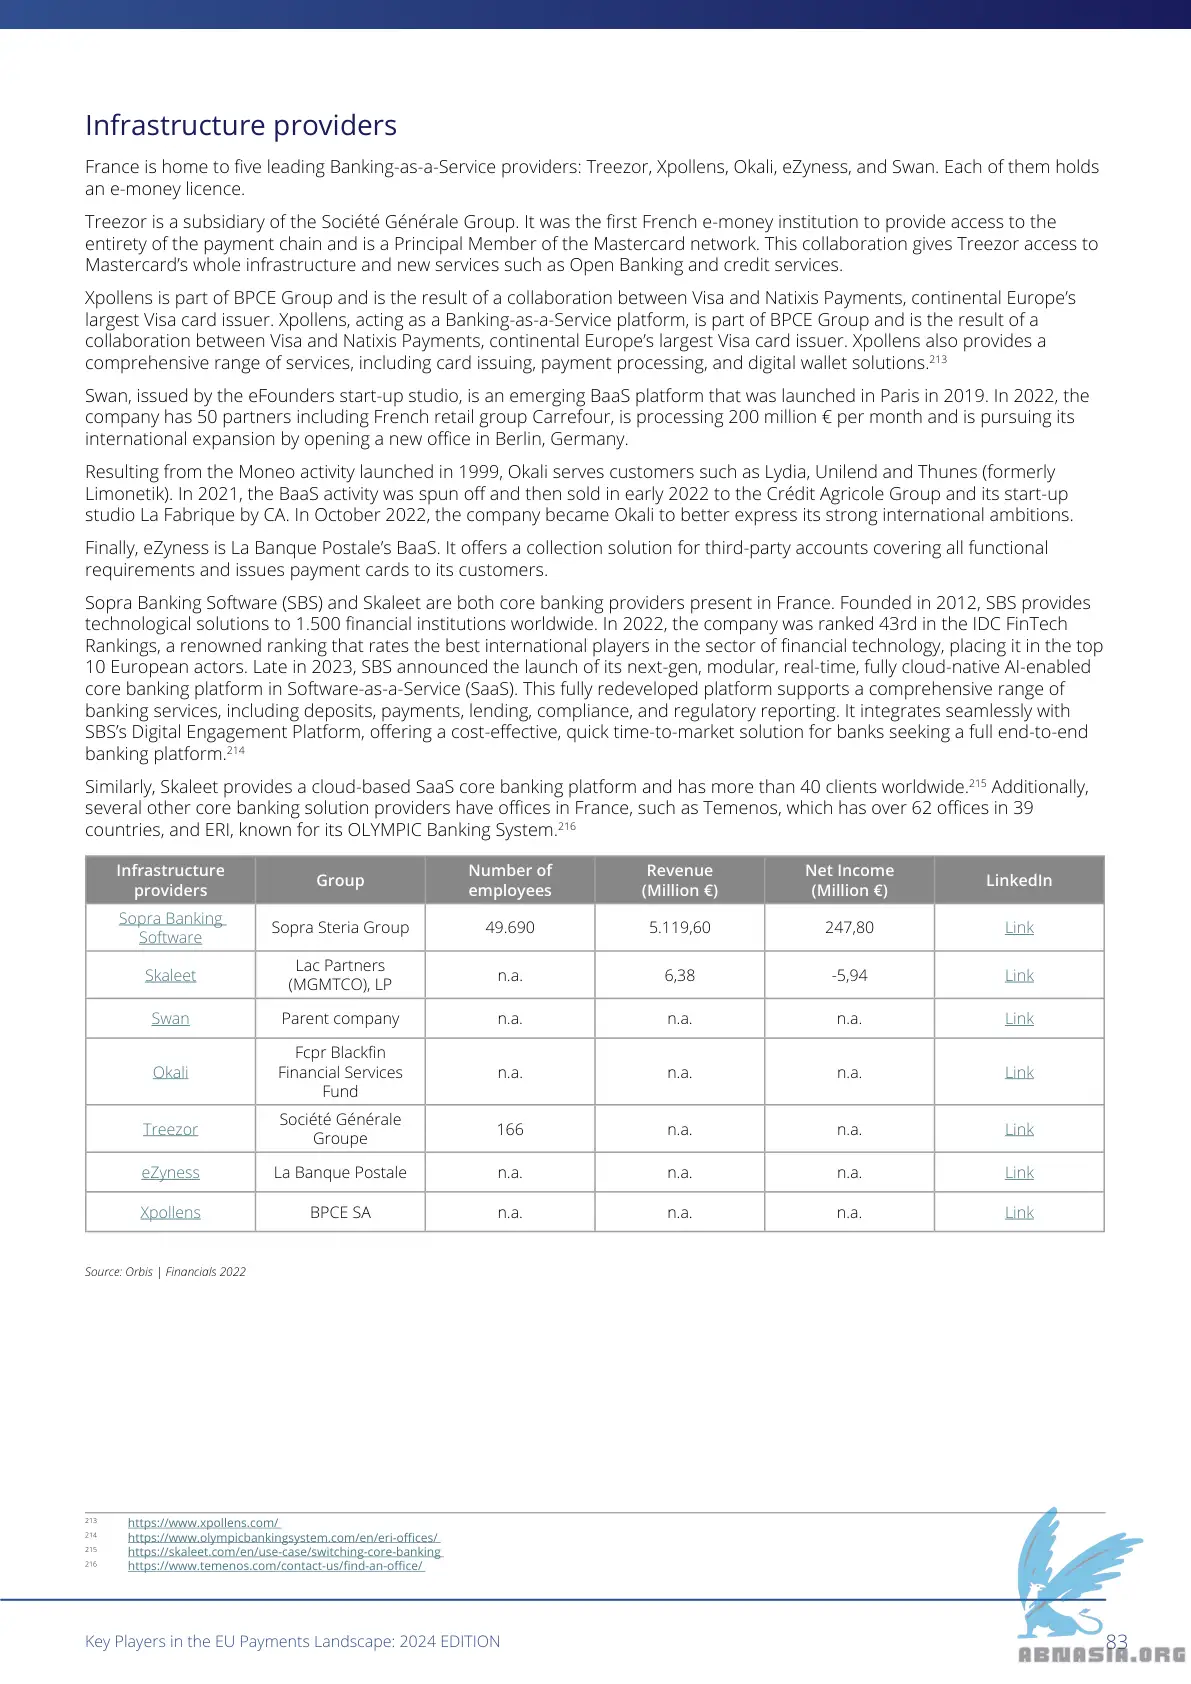 Infrastructure providers
France is home to five leading Banking-as-a-Service providers: Treezor, Xpollens, Okali, eZyness, and Swan. Each of them holds
an e-money licence.
Treezor is a subsidiary of the Société Générale Group. It was the first French e-money institution to provide access to the
entirety of the payment chain and is a Principal Member of the Mastercard network. This collaboration gives Treezor access to
Mastercard’s whole infrastructure and new services such as Open Banking and credit services.
Xpollens is part of BPCE Group and is the result of a collaboration between Visa and Natixis Payments, continental Europe’s
largest Visa card issuer. Xpollens, acting as a Banking-as-a-Service platform, is part of BPCE Group and is the result of a
collaboration between Visa and Natixis Payments, continental Europe’s largest Visa card issuer. Xpollens also provides a
comprehensive range of services, including card issuing, payment processing, and digital wallet solutions.213
Swan, issued by the eFounders start-up studio, is an emerging BaaS platform that was launched in Paris in 2019. In 2022, the
company has 50 partners including French retail group Carrefour, is processing 200 million € per month and is pursuing its
international expansion by opening a new office in Berlin, Germany.
Resulting from the Moneo activity launched in 1999, Okali serves customers such as Lydia, Unilend and Thunes (formerly
Limonetik). In 2021, the BaaS activity was spun off and then sold in early 2022 to the Crédit Agricole Group and its start-up
studio La Fabrique by CA. In October 2022, the company became Okali to better express its strong international ambitions.
Finally, eZyness is La Banque Postale’s BaaS. It offers a collection solution for third-party accounts covering all functional
requirements and issues payment cards to its customers.
Sopra Banking Software (SBS) and Skaleet are both core banking providers present in France. Founded in 2012, SBS provides
technological solutions to 1.500 financial institutions worldwide. In 2022, the company was ranked 43rd in the IDC FinTech
Rankings, a renowned ranking that rates the best international players in the sector of financial technology, placing it in the top
10 European actors. Late in 2023, SBS announced the launch of its next-gen, modular, real-time, fully cloud-native AI-enabled
core banking platform in Software-as-a-Service (SaaS). This fully redeveloped platform supports a comprehensive range of
banking services, including deposits, payments, lending, compliance, and regulatory reporting. It integrates seamlessly with
SBS’s Digital Engagement Platform, offering a cost-effective, quick time-to-market solution for banks seeking a full end-to-end
banking platform.214
Similarly, Skaleet provides a cloud-based SaaS core banking platform and has more than 40 clients worldwide.215 Additionally,
several other core banking solution providers have offices in France, such as Temenos, which has over 62 offices in 39
countries, and ERI, known for its OLYMPIC Banking System.216
Infrastructure providers Group Number of employees Revenue (Million €) Net Income (Million €) LinkedIn
Sopra Banking Software Sopra Steria Group 49.690 5.119,60 247,80 Link
Skaleet Lac Partners (MGMTCO), LP n.a. 6,38 -5,94 Link
Swan Parent company n.a. n.a. n.a. Link
Okali Fcpr Blackfin Financial Services Fund n.a. n.a. n.a. Link
Treezor Société Générale Groupe 166 n.a. n.a. Link
eZyness La Banque Postale n.a. n.a. n.a. Link
Xpollens BPCE SA n.a. n.a. n.a. Link
Source: Orbis | Financials 2022
213 https://www.xpollens.com/
214 https://www.olympicbankingsystem.com/en/eri-offices/
215 https://skaleet.com/en/use-case/switching-core-banking
216 https://www.temenos.com/contact-us/find-an-office/
Key Players in the EU Payments Landscape: 2024 EDITION
83
ABNASIA.ORG